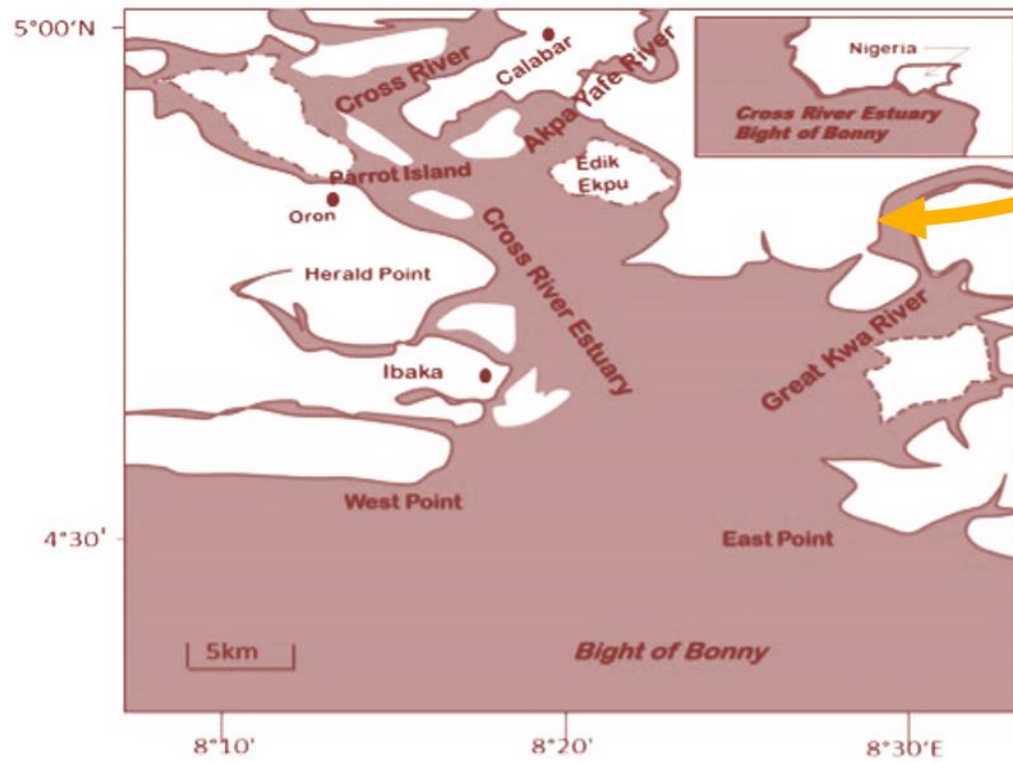 5°00'N
Cross River
Calabar
Akpa Yafe River
Nigeria
Cross River Estuary
Bight of Bonny
Parrot Island
Edik
Ekpu
Oron
Cross River Estuary
Herald Point
Great Kwa River
Ibaka
West Point
4°30'
East Point
5km
Bight of Bonny
8°10'
8°20'
8°30'E